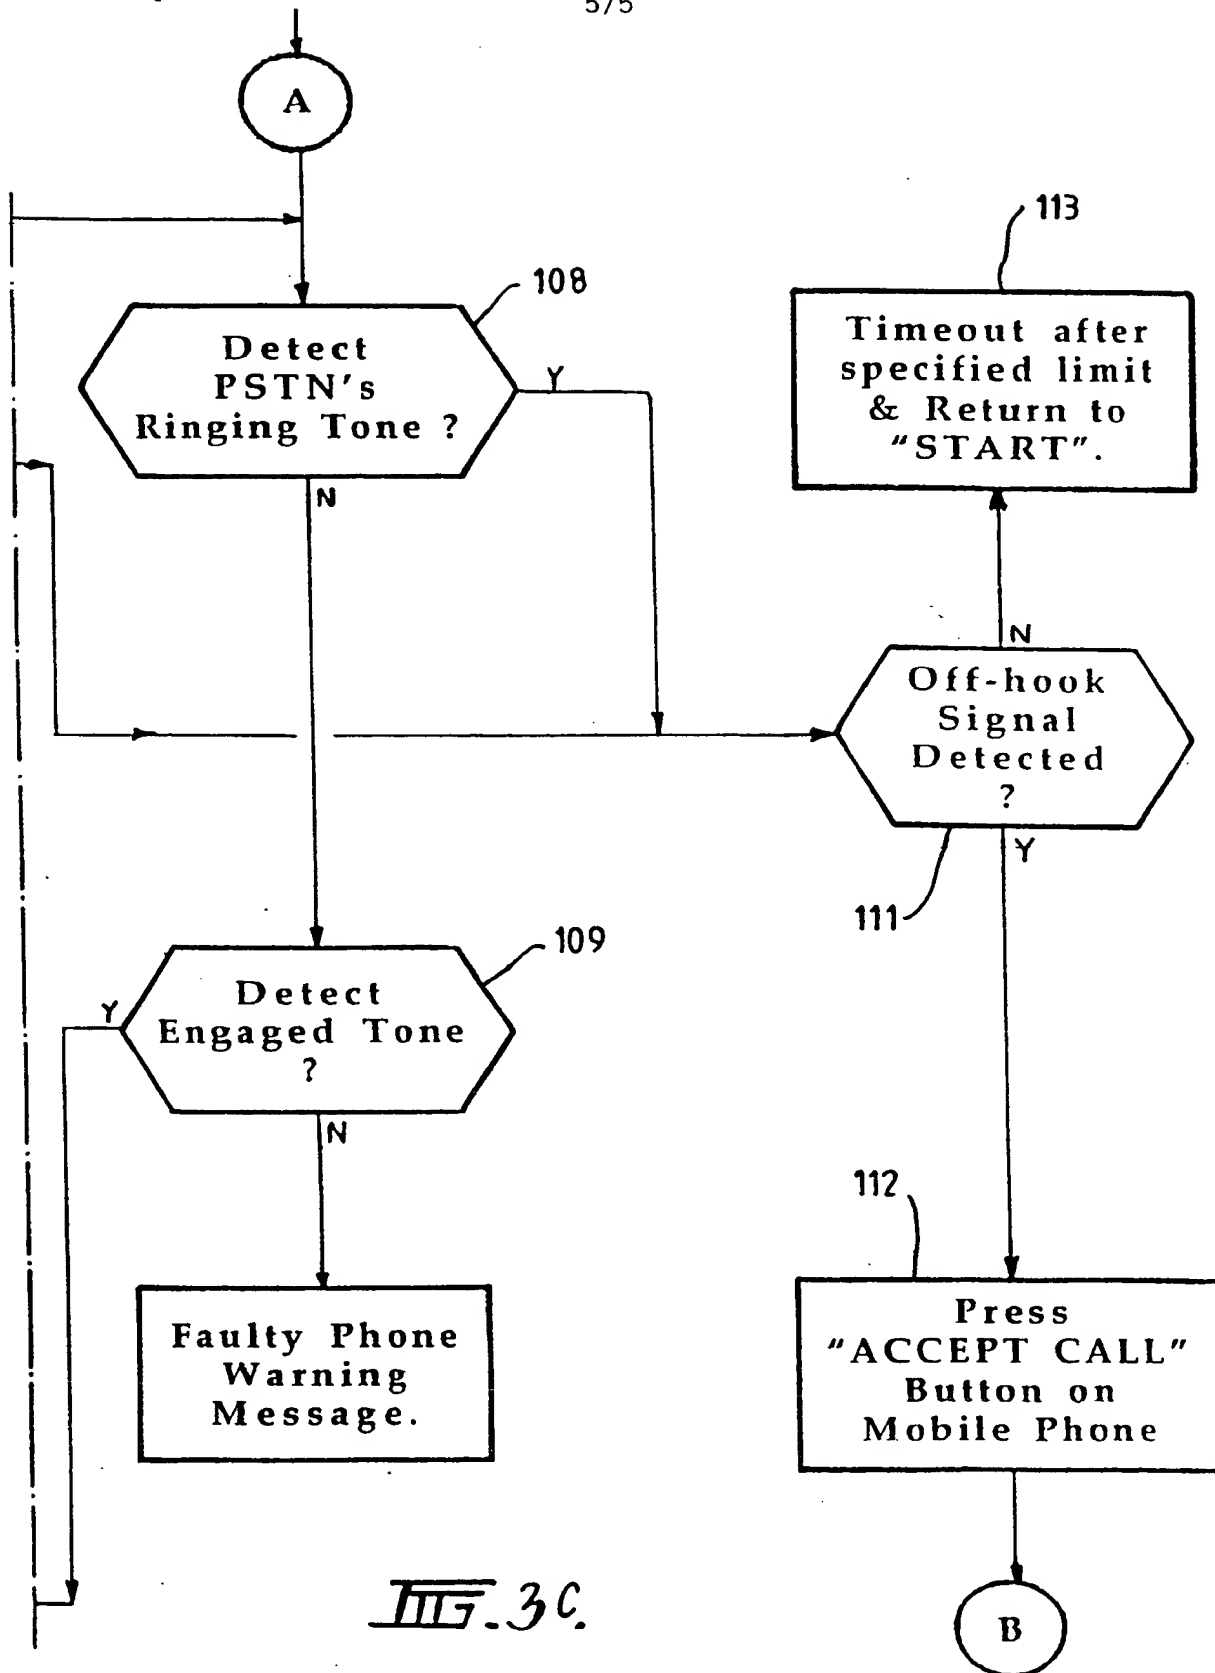 5/5
A
113
108
Detect
PSTN's
Ringing Tone ?
Y
N
Timeout after
specified limit
& Return to
"START".
N
Off-hook
Signal
Detected
?
Y
111
109
Detect
Engaged Tone
?
Y
N
112
Faulty Phone
Warning
Message.
Press
"ACCEPT CALL"
Button on
Mobile Phone
FIG. 3C.
B